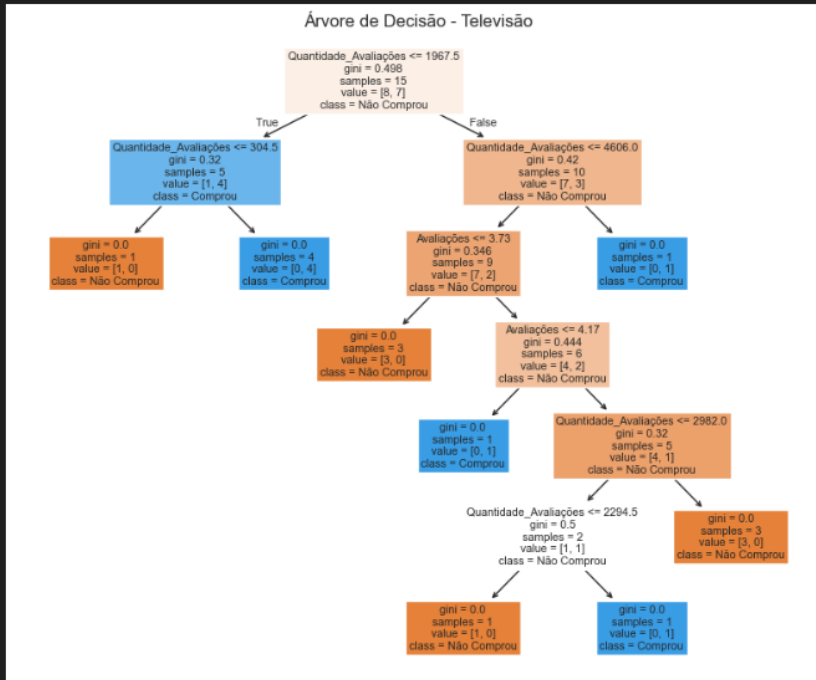 Árvore de Decisão - Televisão
Quantidade_Avaliações <= 1967.5
gini = 0.498
samples = 15
value = [8, 7]
class = Não Comprou
True
False
Quantidade_Avaliações <= 304.5
gini = 0.32
samples = 5
value = [1, 4]
class = Comprou
Quantidade_Avaliações <= 4606.0
gini = 0.42
samples = 10
value = [7, 3]
class = Não Comprou
gini = 0.0
samples = 1
value = [1, 0]
class = Não Comprou
gini = 0.0
samples = 4
value = [0, 4]
class = Comprou
Avaliações <= 3.73
gini = 0.346
samples = 9
value = [7, 2]
class = Não Comprou
gini = 0.0
samples = 1
value = [0, 1]
class = Comprou
gini = 0.0
samples = 3
value = [3, 0]
class = Não Comprou
Avaliações <= 4.17
gini = 0.444
samples = 6
value = [4, 2]
class = Não Comprou
gini = 0.0
samples = 1
value = [0, 1]
class = Comprou
Quantidade_Avaliações <= 2982.0
gini = 0.32
samples = 5
value = [4, 1]
class = Não Comprou
Quantidade_Avaliações <= 2294.5
gini = 0.5
samples = 2
value = [1, 1]
class = Não Comprou
gini = 0.0
samples = 3
value = [3, 0]
class = Não Comprou
gini = 0.0
samples = 1
value = [1, 0]
class = Não Comprou
gini = 0.0
samples = 1
value = [0, 1]
class = Comprou